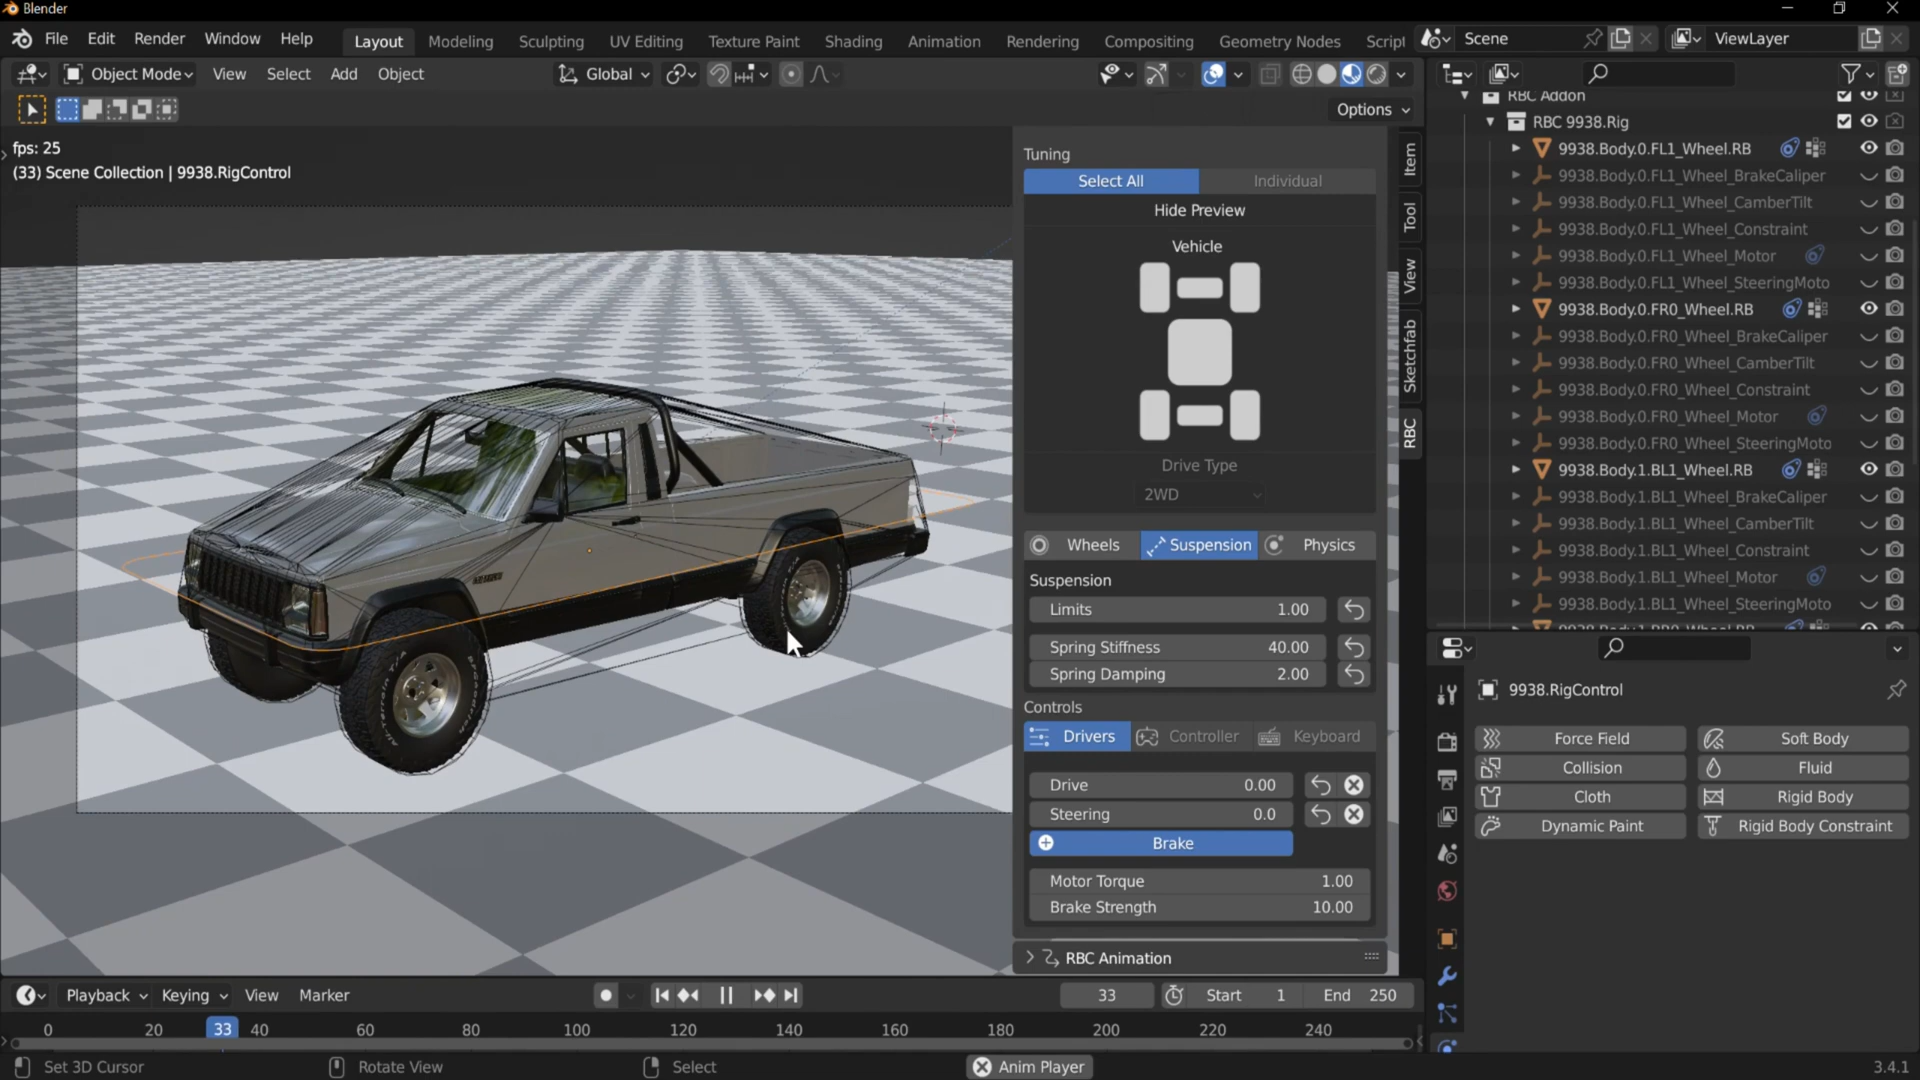 Blender
File Edit Render Window Help
Layout Modeling Sculpting UV Editing Texture Paint Shading Animation Rendering Compositing Geometry Nodes Script
Scene
ViewLayer
Object Mode View Select Add Object
Global
Options
fps: 25
(33) Scene Collection | 9938.RigControl
Tuning
Select All Individual
Hide Preview
Vehicle
Drive Type
2WD
Wheels Suspension Physics
Suspension
Limits 1.00
Spring Stiffness 40.00
Spring Damping 2.00
Controls
Drivers Controller Keyboard
Drive 0.00
Steering 0.0
Brake
Motor Torque 1.00
Brake Strength 10.00
RBC Animation
Item
Tool
View
Sketchfab
RBC
RBC Addon
RBC 9938.Rig
9938.Body.0.FL1_Wheel.RB
9938.Body.0.FL1_Wheel_BrakeCaliper
9938.Body.0.FL1_Wheel_CamberTilt
9938.Body.0.FL1_Wheel_Constraint
9938.Body.0.FL1_Wheel_Motor
9938.Body.0.FL1_Wheel_SteeringMoto
9938.Body.0.FR0_Wheel.RB
9938.Body.0.FR0_Wheel_BrakeCaliper
9938.Body.0.FR0_Wheel_CamberTilt
9938.Body.0.FR0_Wheel_Constraint
9938.Body.0.FR0_Wheel_Motor
9938.Body.0.FR0_Wheel_SteeringMoto
9938.Body.1.BL1_Wheel.RB
9938.Body.1.BL1_Wheel_BrakeCaliper
9938.Body.1.BL1_Wheel_CamberTilt
9938.Body.1.BL1_Wheel_Constraint
9938.Body.1.BL1_Wheel_Motor
9938.Body.1.BL1_Wheel_SteeringMoto
9938.RigControl
Force Field Soft Body
Collision Fluid
Cloth Rigid Body
Dynamic Paint Rigid Body Constraint
Playback Keying View Marker
33 Start 1 End 250
0 20 33 40 60 80 100 120 140 160 180 200 220 240
Set 3D Cursor Rotate View Select Anim Player 3.4.1